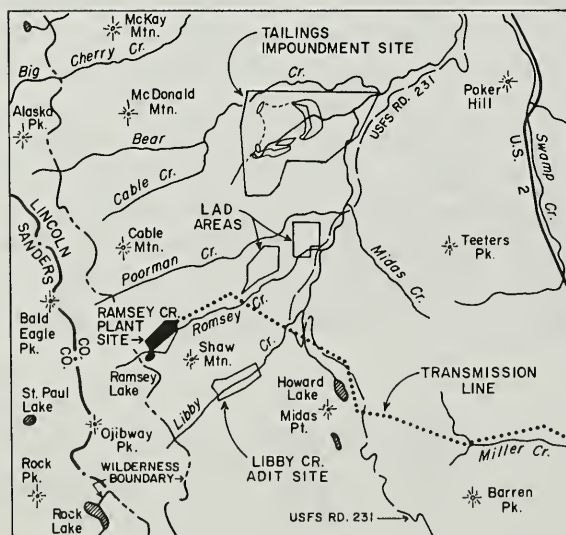 McKay
Mtn.
TAILINGS
IMPOUNDMENT SITE
Big Cherry Cr.
Cr.
USFS RD. 231
Poker
Hill
McDonald
Mtn.
Alaska
Pk.
Bear
U.S. 2
Swamp Cr.
Cable Cr.
LINCOLN CO.
SANDERS CO.
LAD
AREAS
Cable
Mtn.
Poorman Cr.
Midas Cr.
Teeters
Pk.
RAMSEY CR.
PLANT
SITE
Ramsey Cr.
Bald
Eagle
Pk.
Shaw
Mtn.
Ramsey
Lake
TRANSMISSION
LINE
St. Paul
Lake
Howard
Lake
Libby Cr.
Midas
Pt.
Ojibway
Pk.
LIBBY CR.
ADIT SITE
Miller Cr.
Rock
Pk.
WILDERNESS
BOUNDARY
Barren
Pk.
Rock
Lake
USFS RD. 231